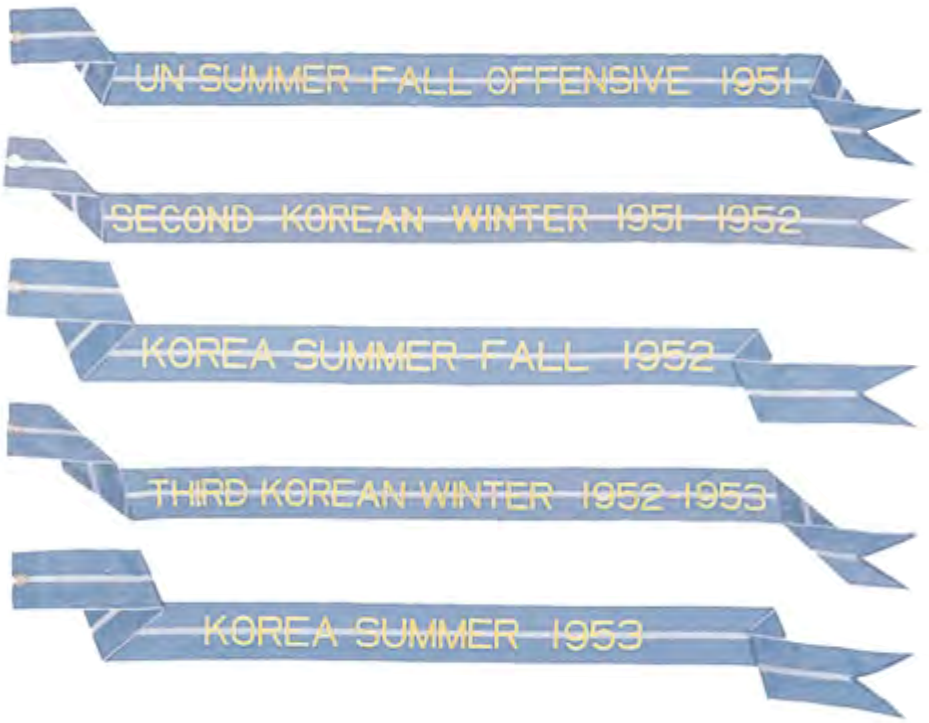 UN SUMMER-FALL OFFENSIVE 1951
SECOND KOREAN WINTER 1951-1952
KOREA SUMMER-FALL 1952
THIRD KOREAN WINTER 1952-1953
KOREA SUMMER 1953